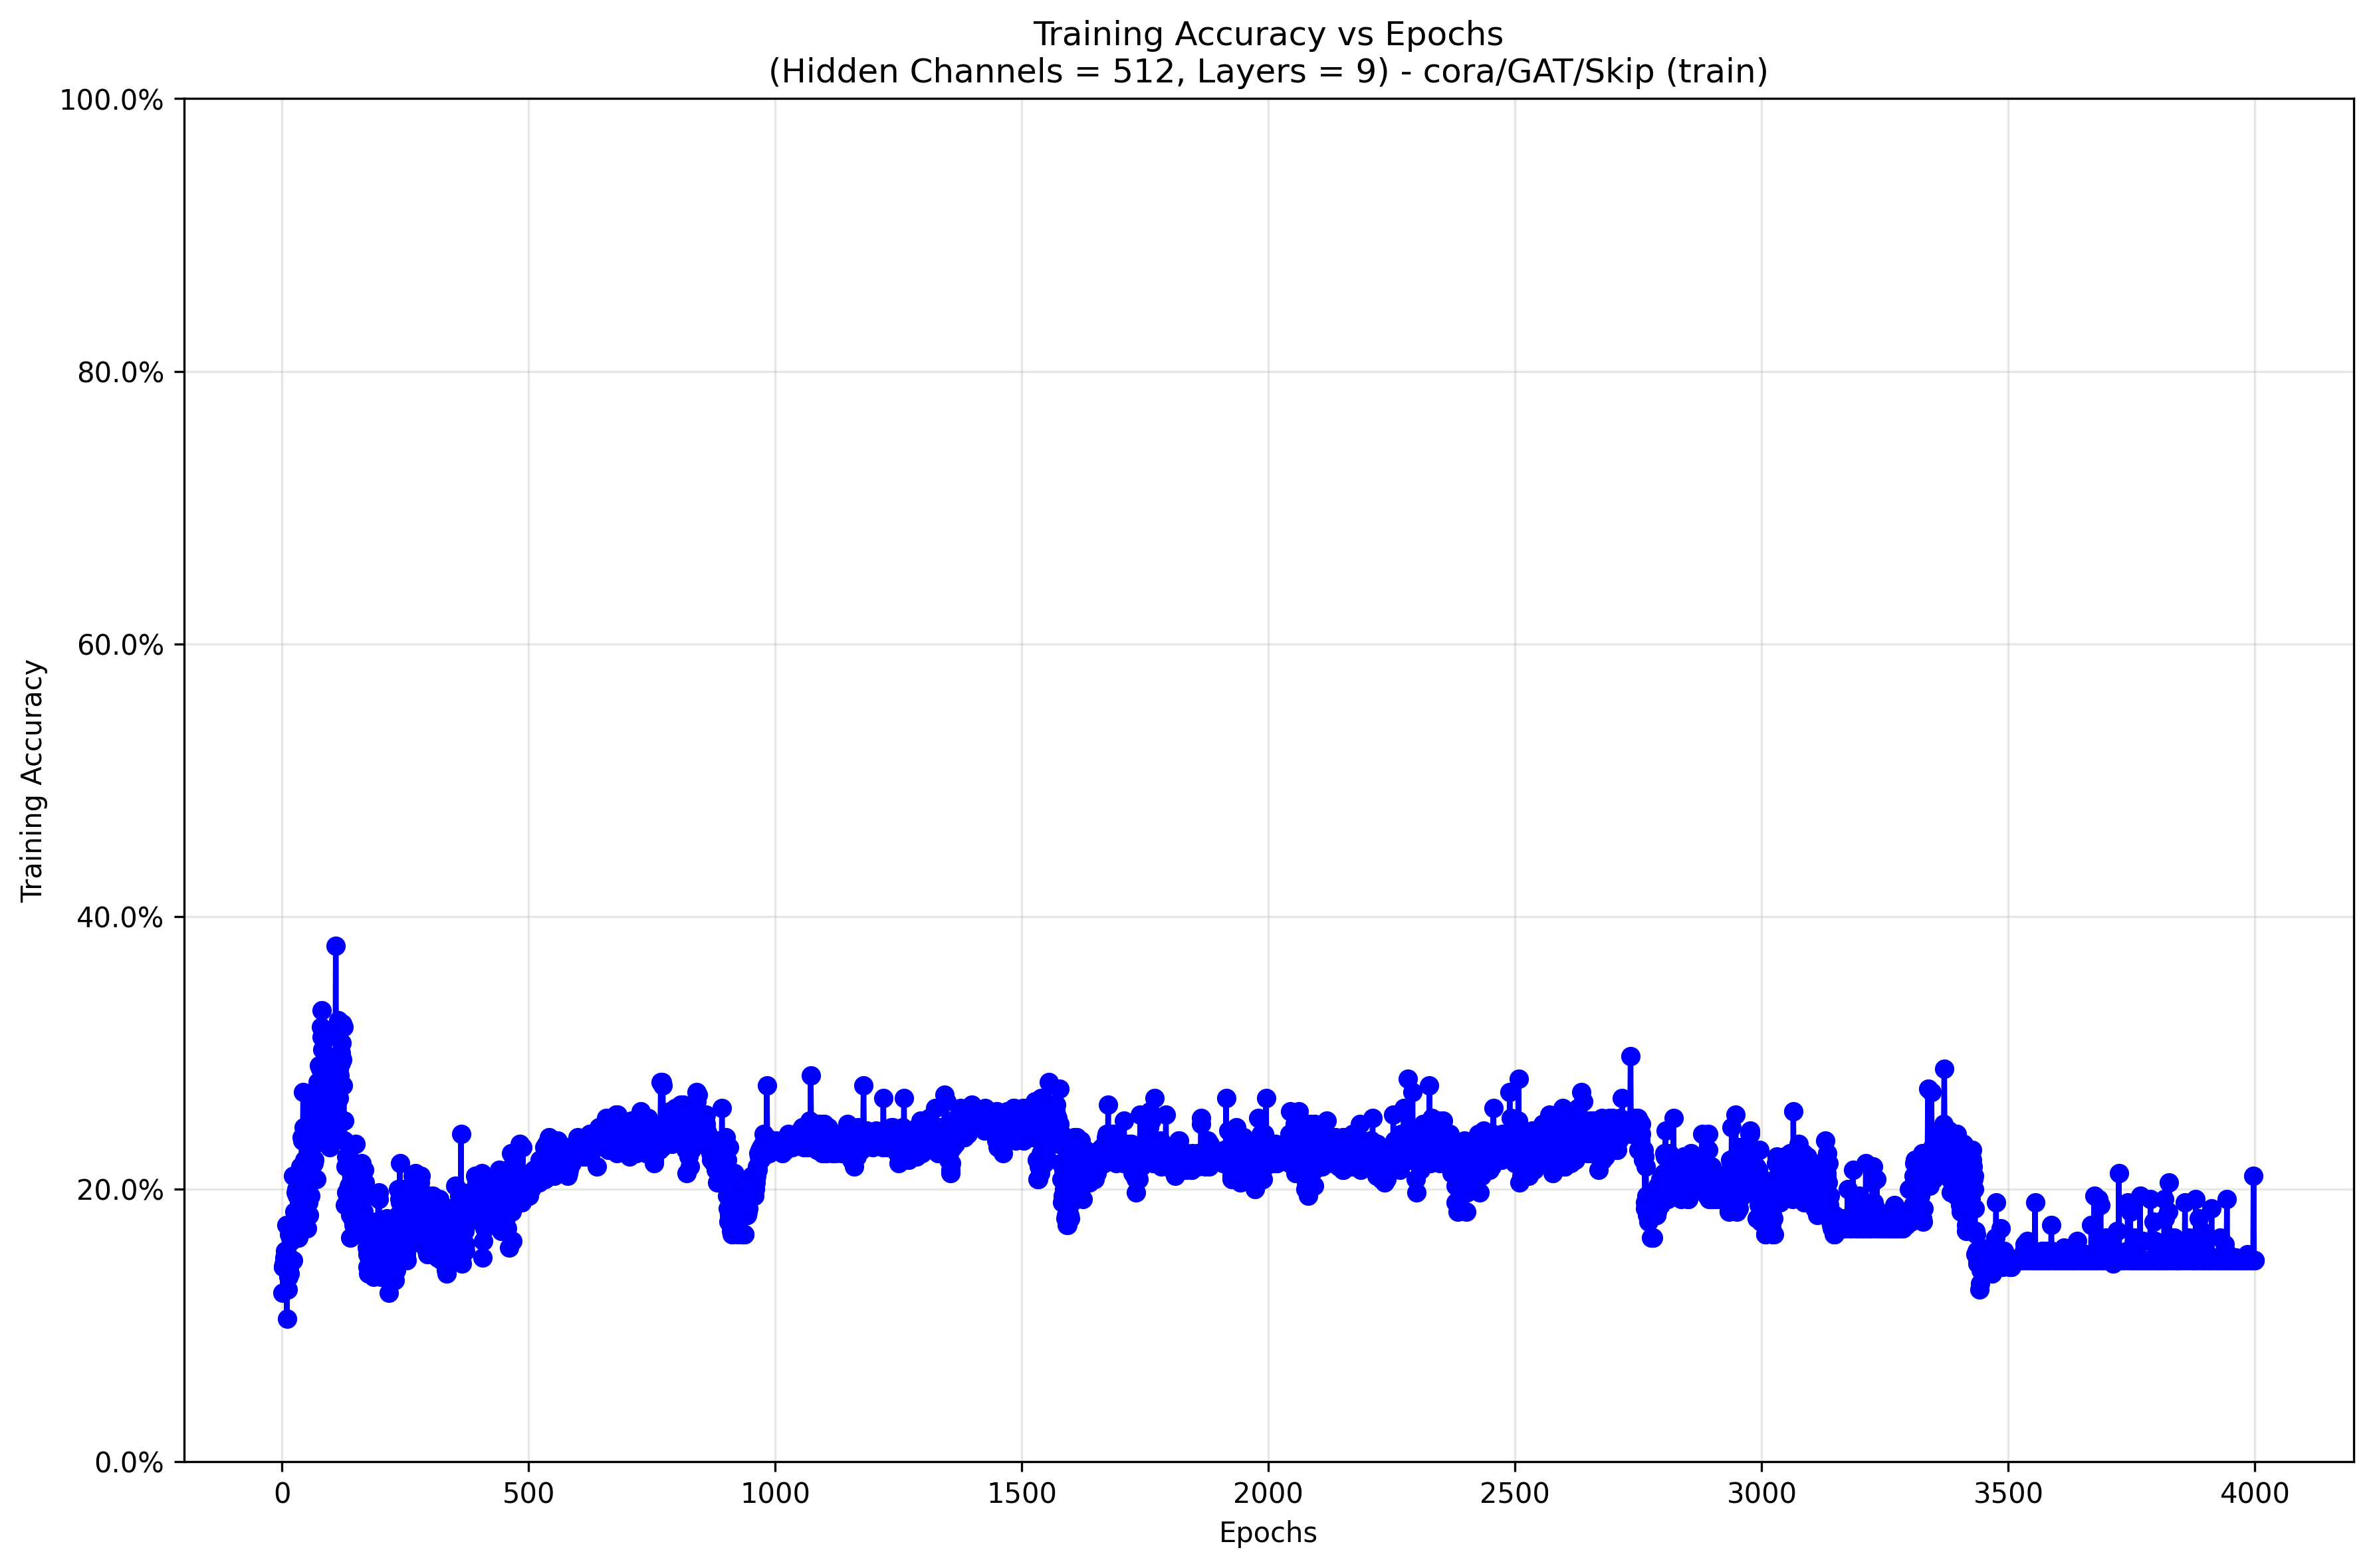 Training Accuracy vs Epochs
(Hidden Channels = 512, Layers = 9) - cora/GAT/Skip (train)
100.0%
80.0%
60.0%
40.0%
20.0%
0.0%
Training Accuracy
0 500 1000 1500 2000 2500 3000 3500 4000
Epochs